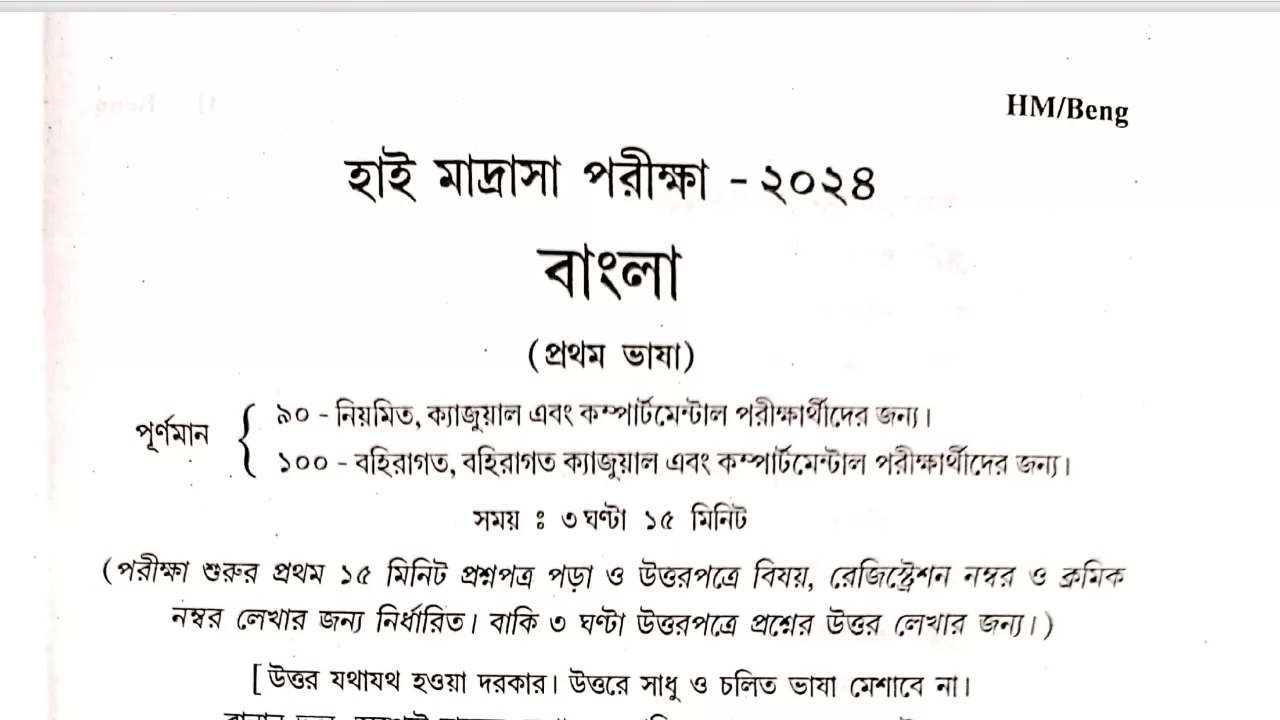 HM/Beng
হাই মাদ্রাসা পরীক্ষা - ২০২৪
বাংলা
(প্রথম ভাষা)
পূর্ণমান { ৯০ - নিয়মিত, ক্যাজুয়াল এবং কম্পার্টমেন্টাল পরীক্ষার্থীদের জন্য।
১০০ - বহিরাগত, বহিরাগত ক্যাজুয়াল এবং কম্পার্টমেন্টাল পরীক্ষার্থীদের জন্য।
সময় ঃ ৩ ঘণ্টা ১৫ মিনিট
(পরীক্ষা শুরুর প্রথম ১৫ মিনিট প্রশ্নপত্র পড়া ও উত্তরপত্রে বিষয়, রেজিস্ট্রেশন নম্বর ও ক্রমিক
নম্বর লেখার জন্য নির্ধারিত। বাকি ৩ ঘণ্টা উত্তরপত্রে প্রশ্নের উত্তর লেখার জন্য।)
[উত্তর যথাযথ হওয়া দরকার। উত্তরে সাধু ও চলিত ভাষা মেশাবে না।